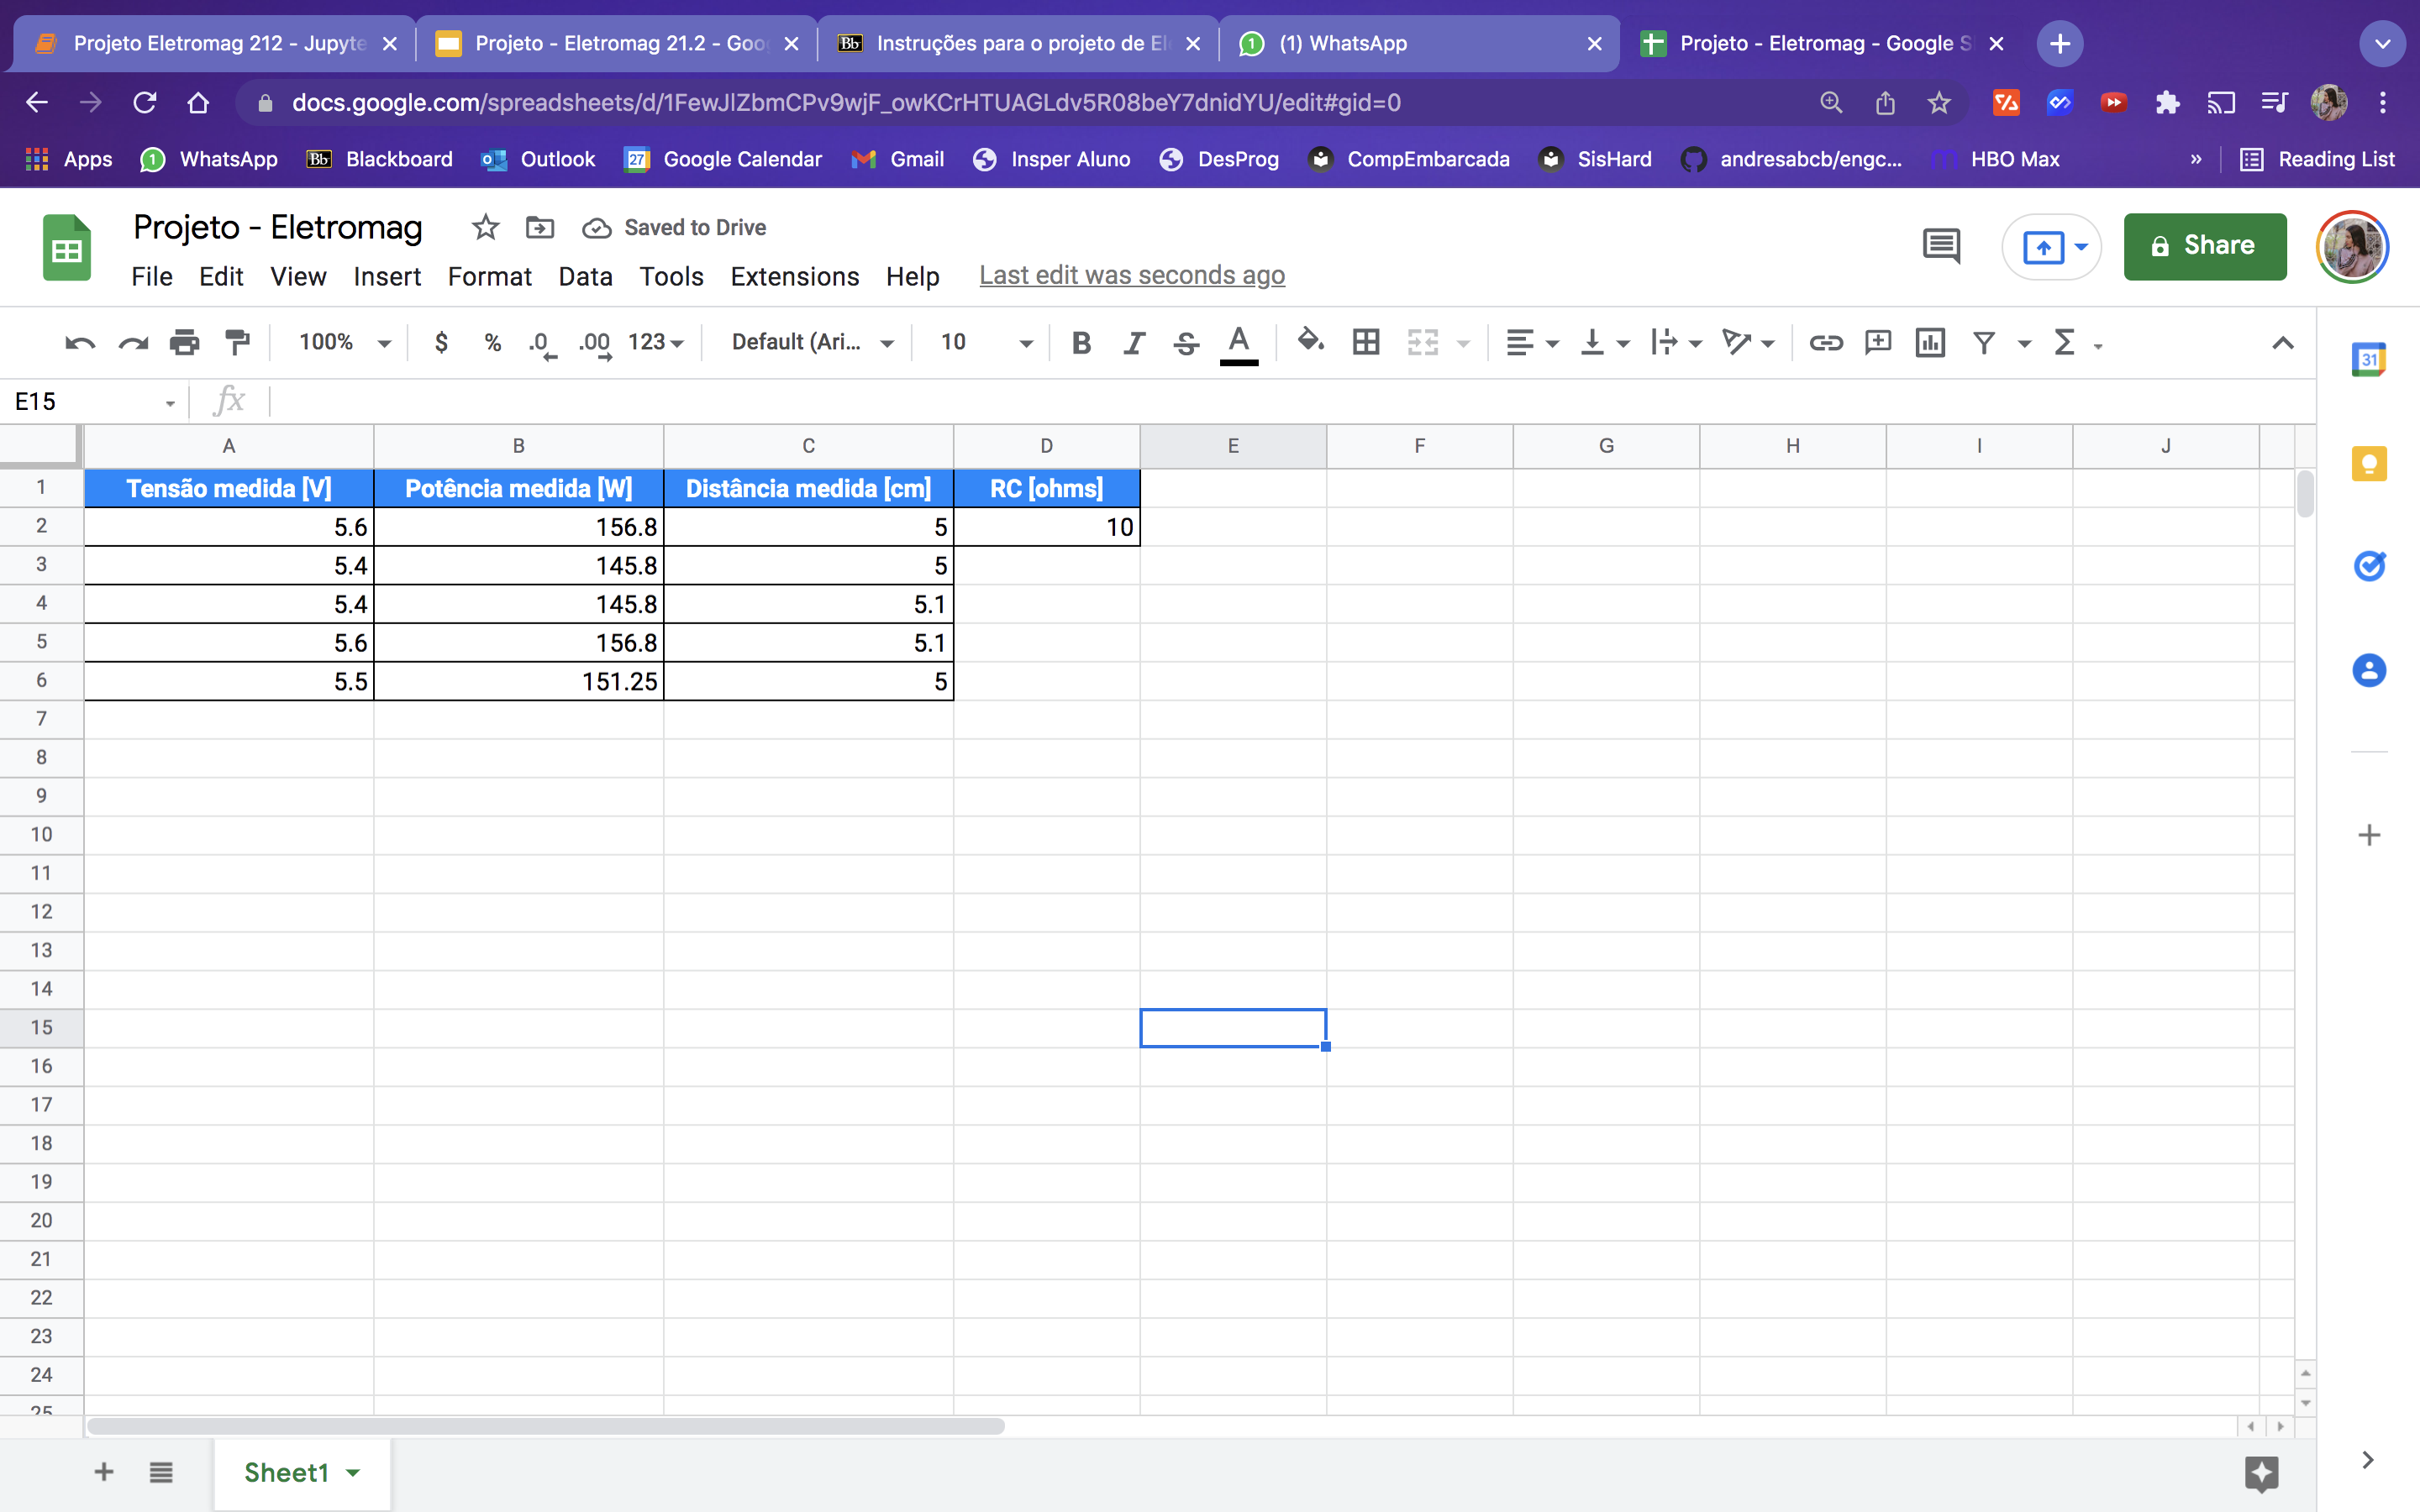 Projeto Eletromag 212 - Jupyte
Projeto - Eletromag 21.2 - Goo
Bb Instruções para o projeto de El
1 (1) WhatsApp
Projeto - Eletromag - Google S
docs.google.com/spreadsheets/d/1FewJlZbmCPv9wjF_owKCrHTUAGLdv5R08beY7dnidYU/edit#gid=0
Apps
1 WhatsApp
Bb Blackboard
Outlook
27 Google Calendar
Gmail
Insper Aluno
DesProg
CompEmbarcada
SisHard
andresabcb/engc...
HBO Max
»
Reading List
Projeto - Eletromag
Saved to Drive
File Edit View Insert Format Data Tools Extensions Help Last edit was seconds ago
Share
100% $ % .0 .00 123 Default (Ari... 10 B I S A Σ
31
E15 fx
A B C D E F G H I J
1 Tensão medida [V] Potência medida [W] Distância medida [cm] RC [ohms]
2 5.6 156.8 5 10
3 5.4 145.8 5
4 5.4 145.8 5.1
5 5.6 156.8 5.1
6 5.5 151.25 5
7
8
9
10
11
12
13
14
15
16
17
18
19
20
21
22
23
24
25
Sheet1